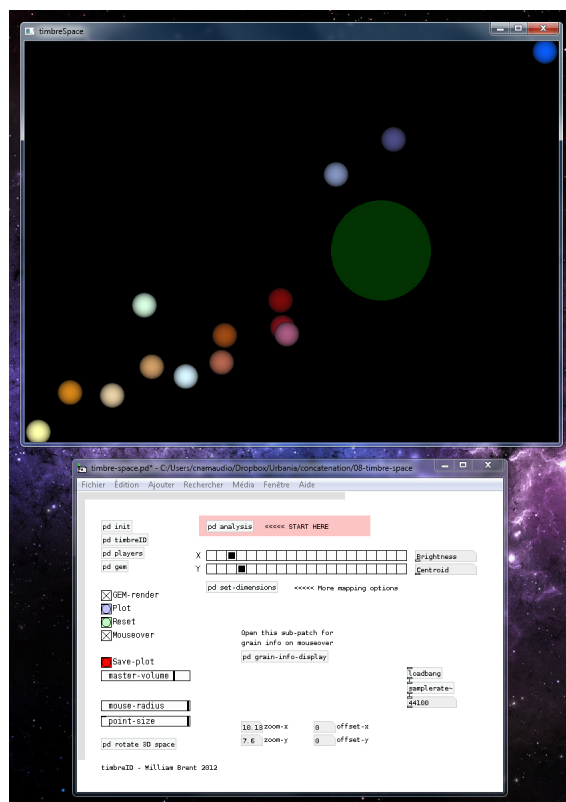 timbreSpace
timbre-space.pd* - C:/Users/cnamaudio/Dropbox/Urbania/concatenation/08-timbre-space
Fichier Édition Ajouter Rechercher Média Fenêtre Aide
pd init
pd analysis <<<<< START HERE
pd timbreID
pd players
X Brightness
pd gem
Y Centroid
pd set-dimensions <<<<< More mapping options
GEM-render
Plot
Reset
Mouseover
Open this sub-patch for
grain info on mouseover
pd grain-info-display
Save-plot
master-volume
loadbang
samplerate~
44100
mouse-radius
point-size
10.13 zoom-x 0 offset-x
7.6 zoom-y 0 offset-y
pd rotate 3D space
timbreID - William Brent 2012